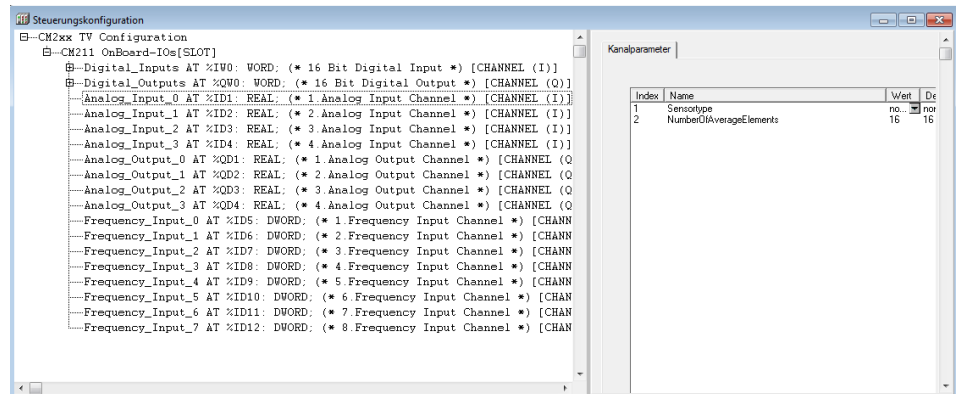 Steuerungskonfiguration
CM2xx TV Configuration
CM211 OnBoard-IOs[SLOT]
Digital_Inputs AT %IW0: WORD; (* 16 Bit Digital Input *) [CHANNEL (I)]
Digital_Outputs AT %QW0: WORD; (* 16 Bit Digital Output *) [CHANNEL (Q)]
Analog_Input_0 AT %ID1: REAL; (* 1.Analog Input Channel *) [CHANNEL (I)]
Analog_Input_1 AT %ID2: REAL; (* 2.Analog Input Channel *) [CHANNEL (I)]
Analog_Input_2 AT %ID3: REAL; (* 3.Analog Input Channel *) [CHANNEL (I)]
Analog_Input_3 AT %ID4: REAL; (* 4.Analog Input Channel *) [CHANNEL (I)]
Analog_Output_0 AT %QD1: REAL; (* 1.Analog Output Channel *) [CHANNEL (Q
Analog_Output_1 AT %QD2: REAL; (* 2.Analog Output Channel *) [CHANNEL (Q
Analog_Output_2 AT %QD3: REAL; (* 3.Analog Output Channel *) [CHANNEL (Q
Analog_Output_3 AT %QD4: REAL; (* 4.Analog Output Channel *) [CHANNEL (Q
Frequency_Input_0 AT %ID5: DWORD; (* 1.Frequency Input Channel *) [CHANN
Frequency_Input_1 AT %ID6: DWORD; (* 2.Frequency Input Channel *) [CHANN
Frequency_Input_2 AT %ID7: DWORD; (* 3.Frequency Input Channel *) [CHANN
Frequency_Input_3 AT %ID8: DWORD; (* 4.Frequency Input Channel *) [CHANN
Frequency_Input_4 AT %ID9: DWORD; (* 5.Frequency Input Channel *) [CHANN
Frequency_Input_5 AT %ID10: DWORD; (* 6.Frequency Input Channel *) [CHAN
Frequency_Input_6 AT %ID11: DWORD; (* 7.Frequency Input Channel *) [CHAN
Frequency_Input_7 AT %ID12: DWORD; (* 8.Frequency Input Channel *) [CHAN
Kanalparameter
Index Name Wert De
1 Sensortype no... nor
2 NumberOfAverageElements 16 16